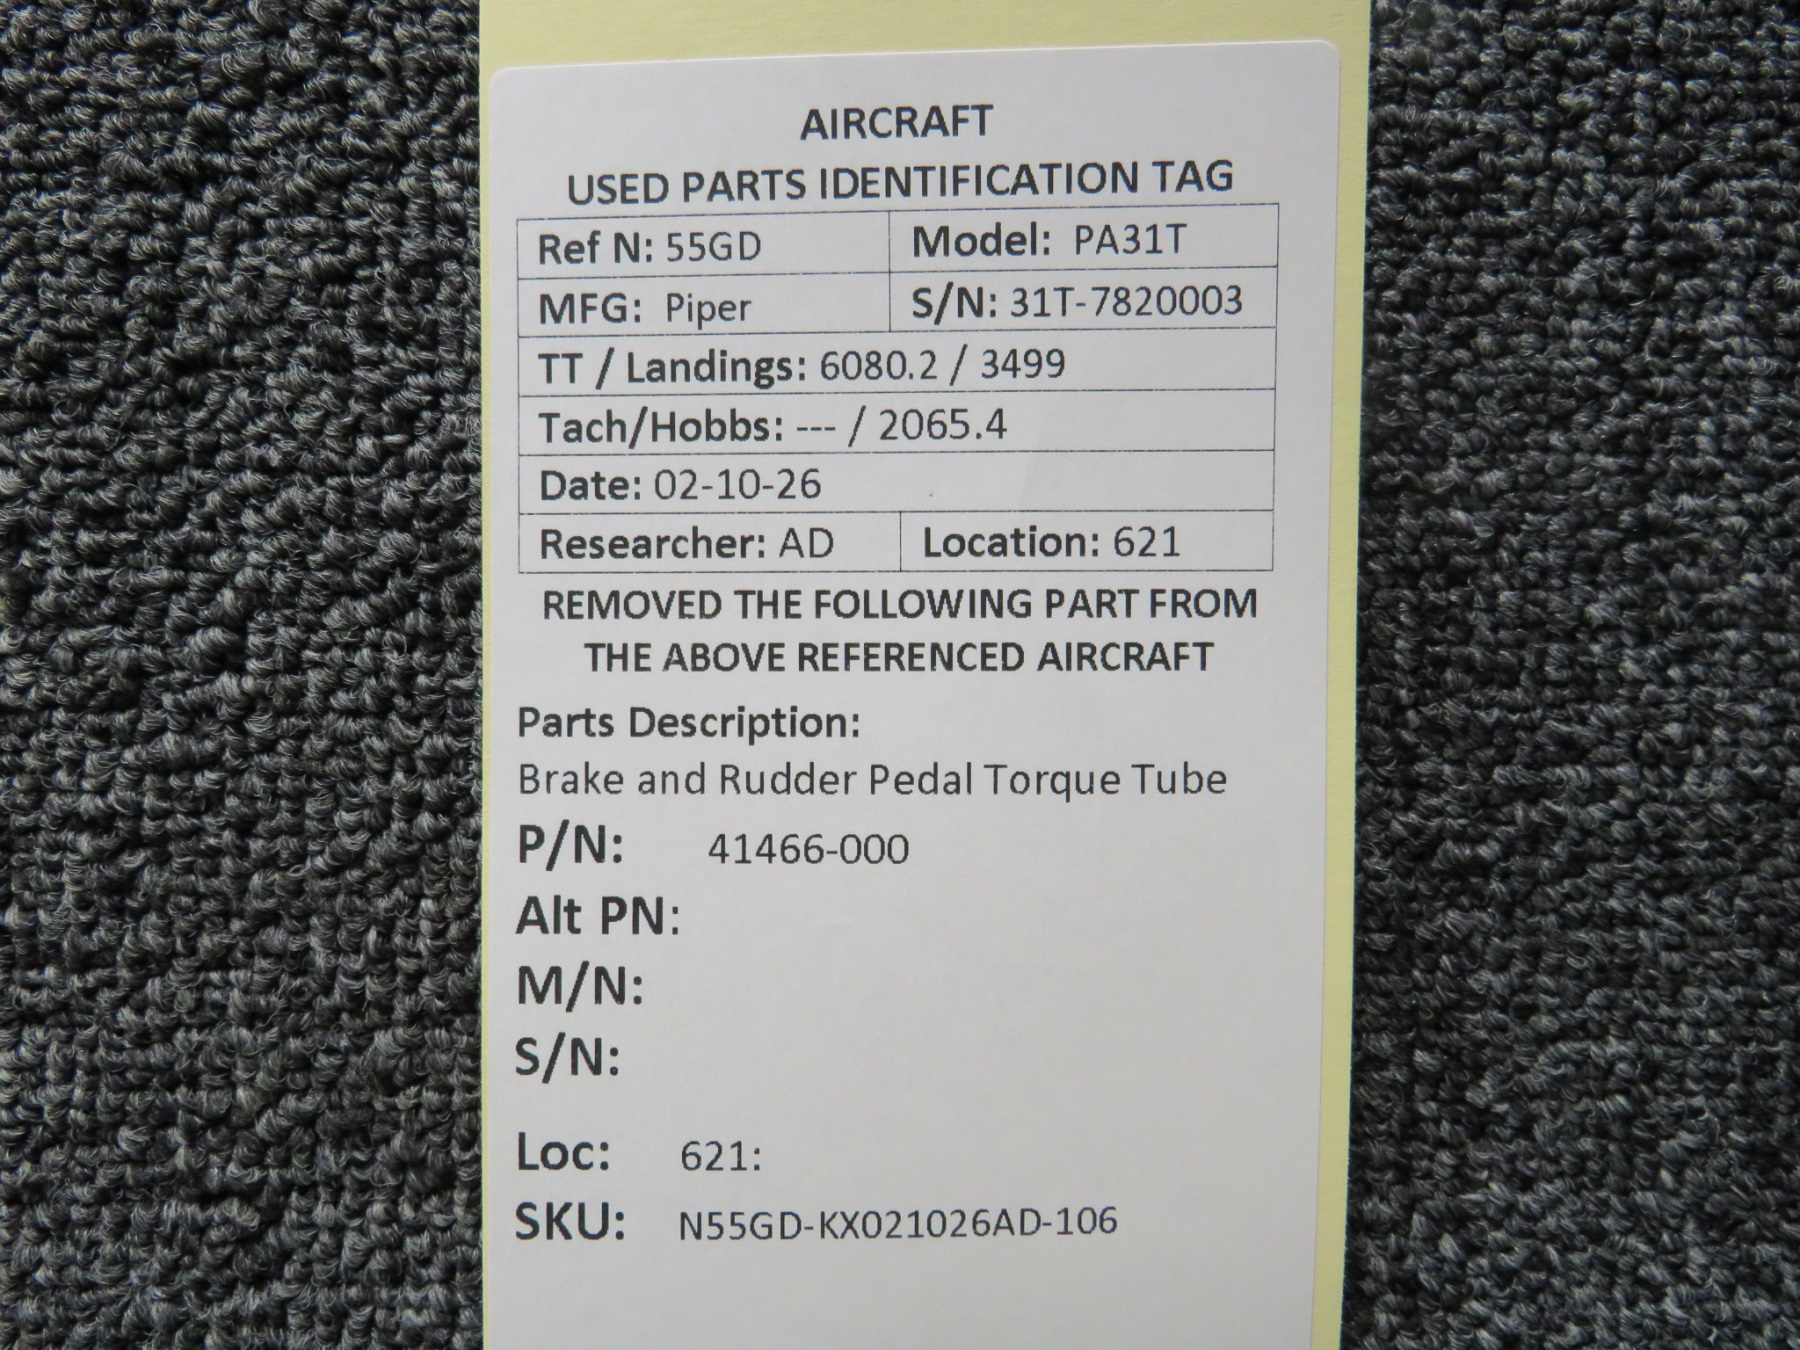 AIRCRAFT
USED PARTS IDENTIFICATION TAG
Ref N: 55GD Model: PA31T
MFG: Piper S/N: 31T-7820003
TT / Landings: 6080.2 / 3499
Tach/Hobbs: --- / 2065.4
Date: 02-10-26
Researcher: AD Location: 621
REMOVED THE FOLLOWING PART FROM
THE ABOVE REFERENCED AIRCRAFT
Parts Description:
Brake and Rudder Pedal Torque Tube
P/N: 41466-000
Alt PN:
M/N:
S/N:
Loc: 621:
SKU: N55GD-KX021026AD-106